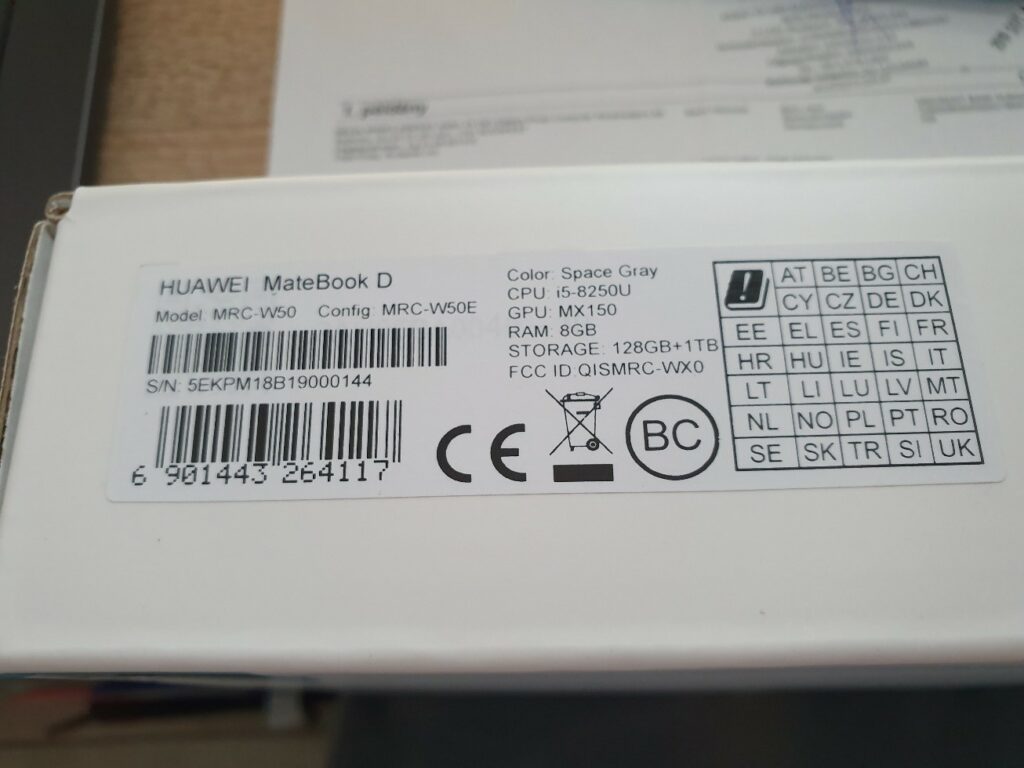 HUAWEI MateBook D
Model: MRC-W50 Config: MRC-W50E
S/N: 5EKPM18B19000144
6 901443 264117
Color: Space Gray
CPU: i5-8250U
GPU: MX150
RAM: 8GB
STORAGE: 128GB+1TB
FCC ID:QISMRC-WX0
CE
BC
! AT BE BG CH
CY CZ DE DK
EE EL ES FI FR
HR HU IE IS IT
LT LI LU LV MT
NL NO PL PT RO
SE SK TR SI UK